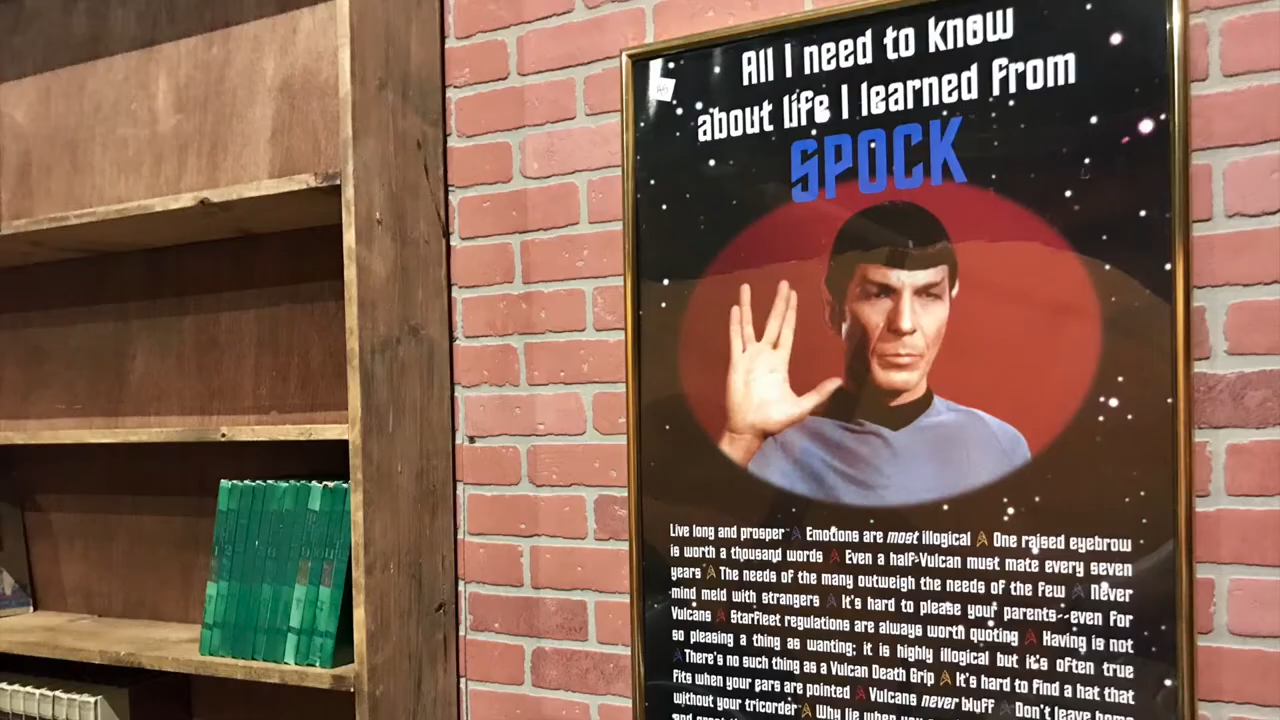 All I need to know
about life I learned from
SPOCK
Live long and prosper™ Emotions are most illogical One raised eyebrow
is worth a thousand words Even a half-Vulcan must mate every seven
years The needs of the many outweigh the needs of the few Never
mind meld with strangers It's hard to please your parents--even for
Vulcans Starfleet regulations are always worth quoting Having is not
so pleasing a thing as wanting; it is highly illogical but it's often true
There's no such thing as a Vulcan Death Grip It's hard to find a hat that
fits when your ears are pointed Vulcans never bluff Don't leave home
without your tricorder Why lie when you